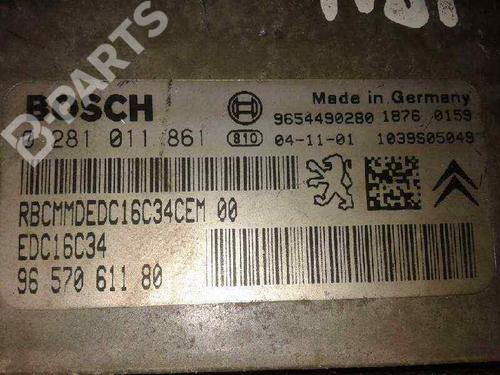 B-PARTS
BOSCH
Made in Germany
9654490280 1876 0159
0 281 011 861
810 04-11-01 1039S05049
RBCMMDEDC16C34CEM 00
EDC16C34
96 570 611 80